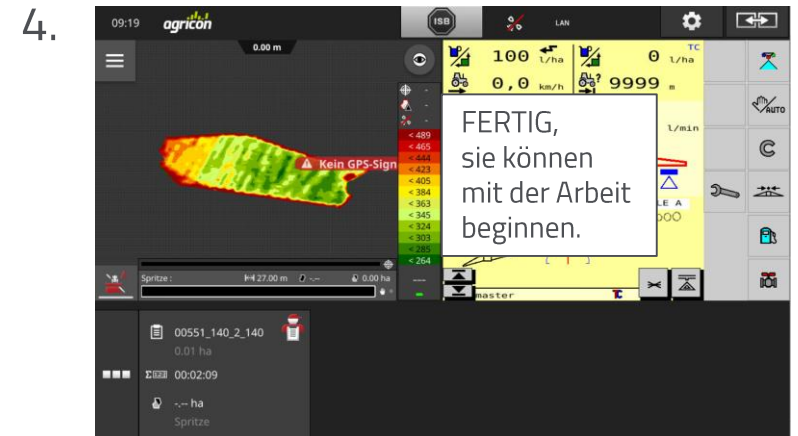 4.
09:19 agricon ISB LAN
0.00 m
Kein GPS-Sign
< 489
< 465
< 444
< 423
< 405
< 384
< 363
< 345
< 324
< 303
< 285
< 264
---
Spritze : 27.00 m -.-- 0.00 ha
100 l/ha
0 TC l/ha
0,0 km/h
? 9999 m
l/min
LE A
FERTIG,
sie können
mit der Arbeit
beginnen.
master TC
AUTO
C
00551_140_2_140
0.01 ha
Σ 123 00:02:09
-.-- ha
Spritze